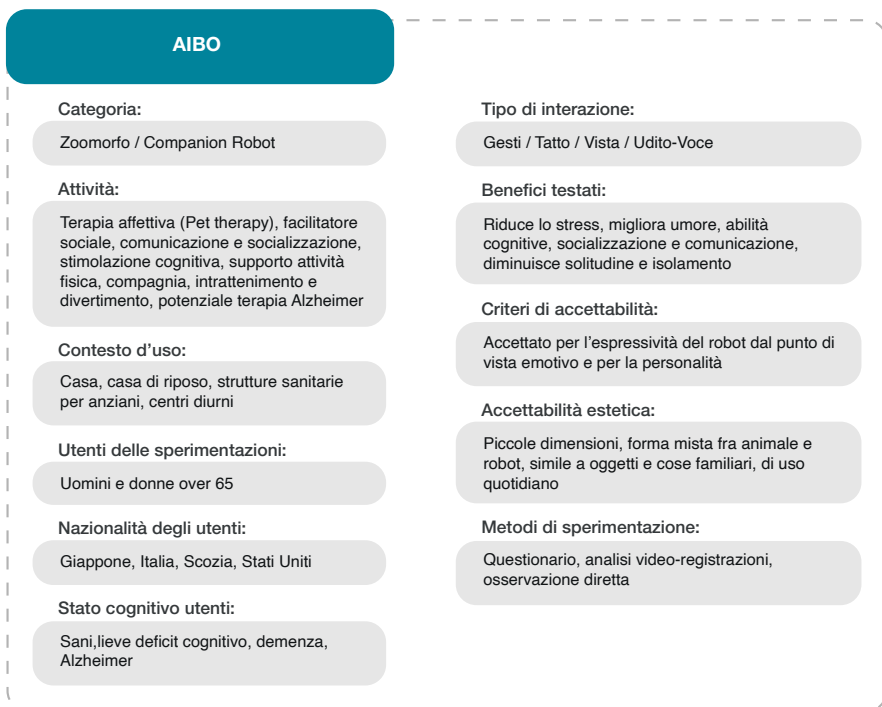 AIBO
Categoria:
Zoomorfo / Companion Robot
Attività:
Terapia affettiva (Pet therapy), facilitatore
sociale, comunicazione e socializzazione,
stimolazione cognitiva, supporto attività
fisica, compagnia, intrattenimento e
divertimento, potenziale terapia Alzheimer
Contesto d’uso:
Casa, casa di riposo, strutture sanitarie
per anziani, centri diurni
Utenti delle sperimentazioni:
Uomini e donne over 65
Nazionalità degli utenti:
Giappone, Italia, Scozia, Stati Uniti
Stato cognitivo utenti:
Sani,lieve deficit cognitivo, demenza,
Alzheimer
Tipo di interazione:
Gesti / Tatto / Vista / Udito-Voce
Benefici testati:
Riduce lo stress, migliora umore, abilità
cognitive, socializzazione e comunicazione,
diminuisce solitudine e isolamento
Criteri di accettabilità:
Accettato per l’espressività del robot dal punto di
vista emotivo e per la personalità
Accettabilità estetica:
Piccole dimensioni, forma mista fra animale e
robot, simile a oggetti e cose familiari, di uso
quotidiano
Metodi di sperimentazione:
Questionario, analisi video-registrazioni,
osservazione diretta